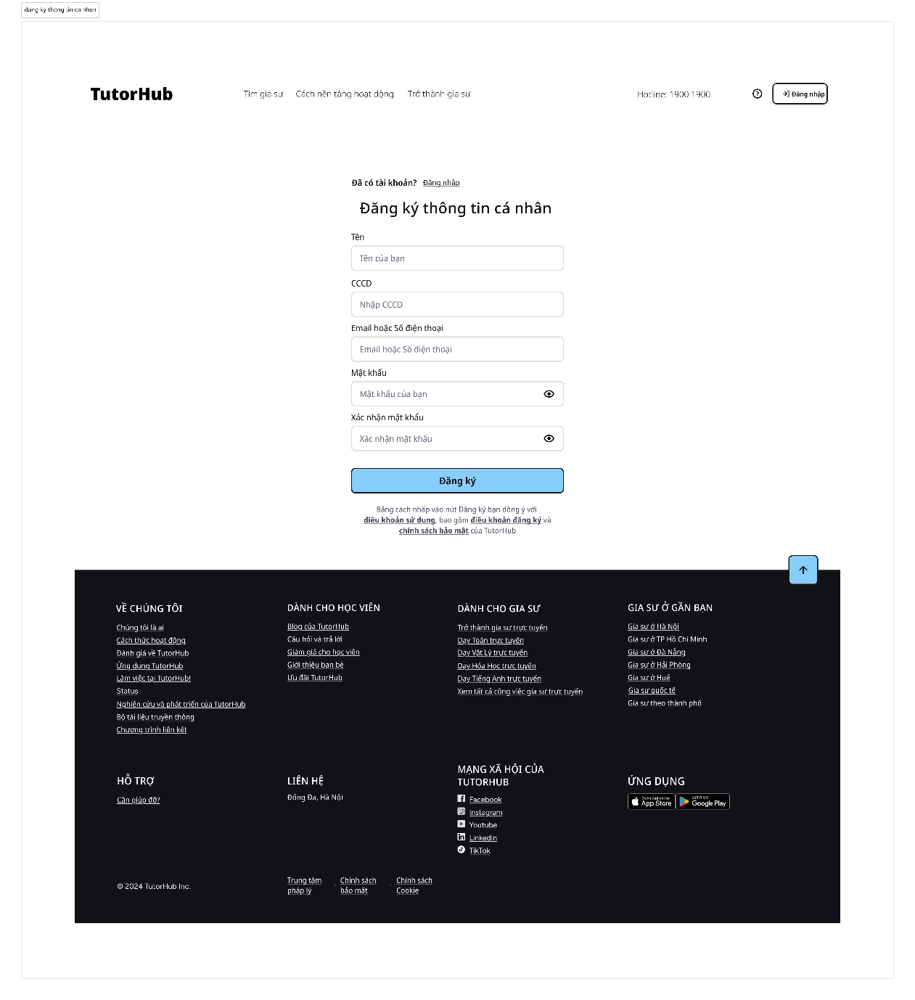 dang ky thong tin ca nhan
TutorHub
Tìm gia sư
Cách nền tảng hoạt động
Trở thành gia sư
Hotline: 1900 1900
Đăng nhập
Đã có tài khoản? Đăng nhập
Đăng ký thông tin cá nhân
Tên
Tên của bạn
CCCD
Nhập CCCD
Email hoặc Số điện thoại
Email hoặc Số điện thoại
Mật khẩu
Mật khẩu của bạn
Xác nhận mật khẩu
Xác nhận mật khẩu
Đăng ký
Bằng cách nhấp vào nút Đăng ký bạn đồng ý với
điều khoản sử dụng, bao gồm điều khoản đăng ký và
chính sách bảo mật của TutorHub
VỀ CHÚNG TÔI
Chúng tôi là ai
Cách thức hoạt động
Đánh giá về TutorHub
Ứng dụng TutorHub
Làm việc tại TutorHub!
Status
Nghiên cứu và phát triển của TutorHub
Bộ tài liệu truyền thông
Chương trình liên kết
DÀNH CHO HỌC VIÊN
Blog của TutorHub
Câu hỏi và trả lời
Giảm giá cho học viên
Giới thiệu bạn bè
Ưu đãi TutorHub
DÀNH CHO GIA SƯ
Trở thành gia sư trực tuyến
Dạy Toán trực tuyến
Dạy Vật Lý trực tuyến
Dạy Hóa Học trực tuyến
Dạy Tiếng Anh trực tuyến
Xem tất cả công việc gia sư trực tuyến
GIA SƯ Ở GẦN BẠN
Gia sư ở Hà Nội
Gia sư ở TP Hồ Chí Minh
Gia sư ở Đà Nẵng
Gia sư ở Hải Phòng
Gia sư ở Huế
Gia sư quốc tế
Gia sư theo thành phố
HỖ TRỢ
Cần giúp đỡ?
LIÊN HỆ
Đống Đa, Hà Nội
MẠNG XÃ HỘI CỦA
TUTORHUB
Facebook
Instagram
Youtube
LinkedIn
TikTok
ỨNG DỤNG
Download on the
App Store
GET IT ON
Google Play
© 2024 TutorHub Inc.
Trung tâm
pháp lý
Chính sách
bảo mật
Chính sách
Cookie